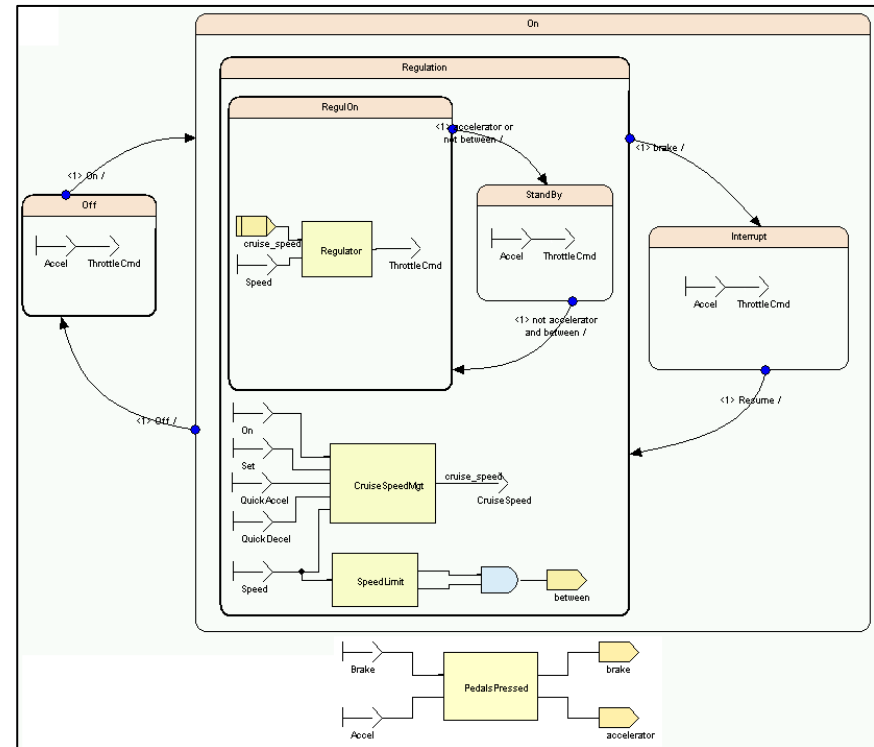 On
Regulation
RegulOn
<1> accelerator or
not between /
<1> brake /
<1> On /
Off
StandBy
Interrupt
Accel
ThrottleCmd
cruise_speed
Regulator
Speed
ThrottleCmd
Accel
ThrottleCmd
Accel
ThrottleCmd
<1> not accelerator
and between /
<1> Off /
<1> Resume /
On
Set
QuickAccel
QuickDecel
CruiseSpeedMgt
cruise_speed
CruiseSpeed
Speed
SpeedLimit
between
Brake
PedalsPressed
brake
Accel
accelerator